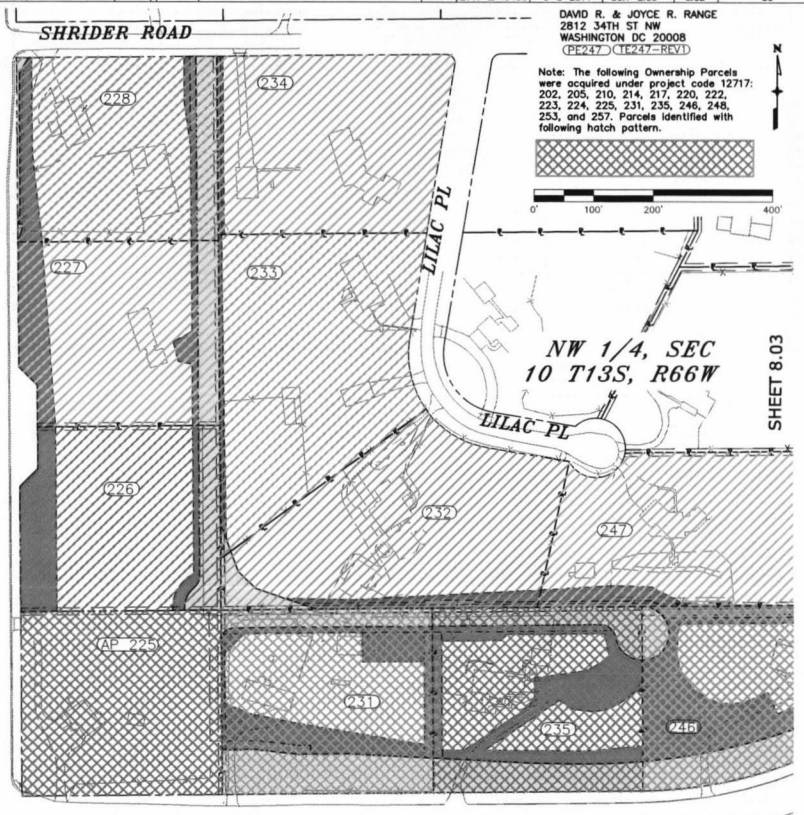 SHRIDER ROAD
DAVID R. & JOYCE R. RANGE
2812 34TH ST NW
WASHINGTON DC 20008
PE247 TE247-REV1
N
Note: The following Ownership Parcels
were acquired under project code 12717:
202, 205, 210, 214, 217, 220, 222,
223, 224, 225, 231, 235, 246, 248,
253, and 257. Parcels identified with
following hatch pattern.
0' 100' 200' 400'
228
234
LILAC PL
227
233
NW 1/4, SEC
10 T13S, R66W
SHEET 8.03
LILAC PL
226
232
247
AP 225
231
235
246